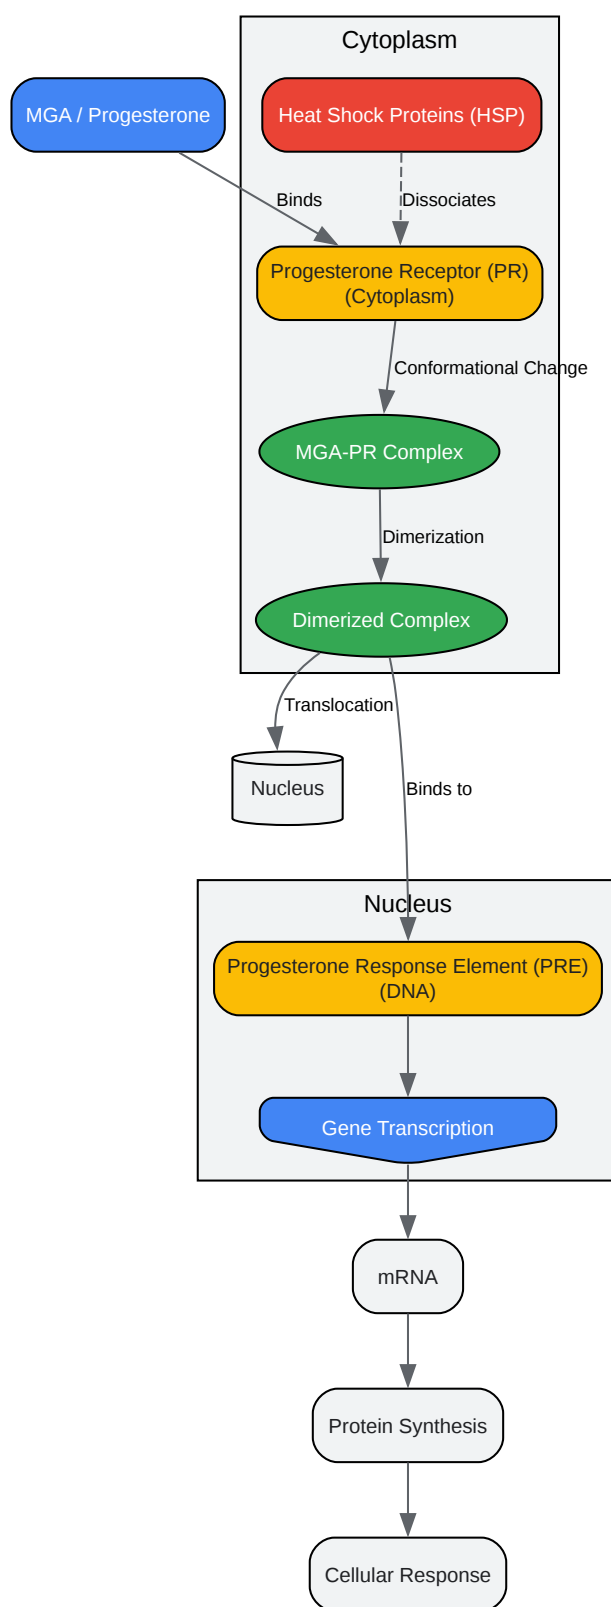 Cytoplasm
MGA / Progesterone
Heat Shock Proteins (HSP)
Binds
Dissociates
Progesterone Receptor (PR)
(Cytoplasm)
Conformational Change
MGA-PR Complex
Dimerization
Dimerized Complex
Translocation
Nucleus
Binds to
Nucleus
Progesterone Response Element (PRE)
(DNA)
Gene Transcription
mRNA
Protein Synthesis
Cellular Response